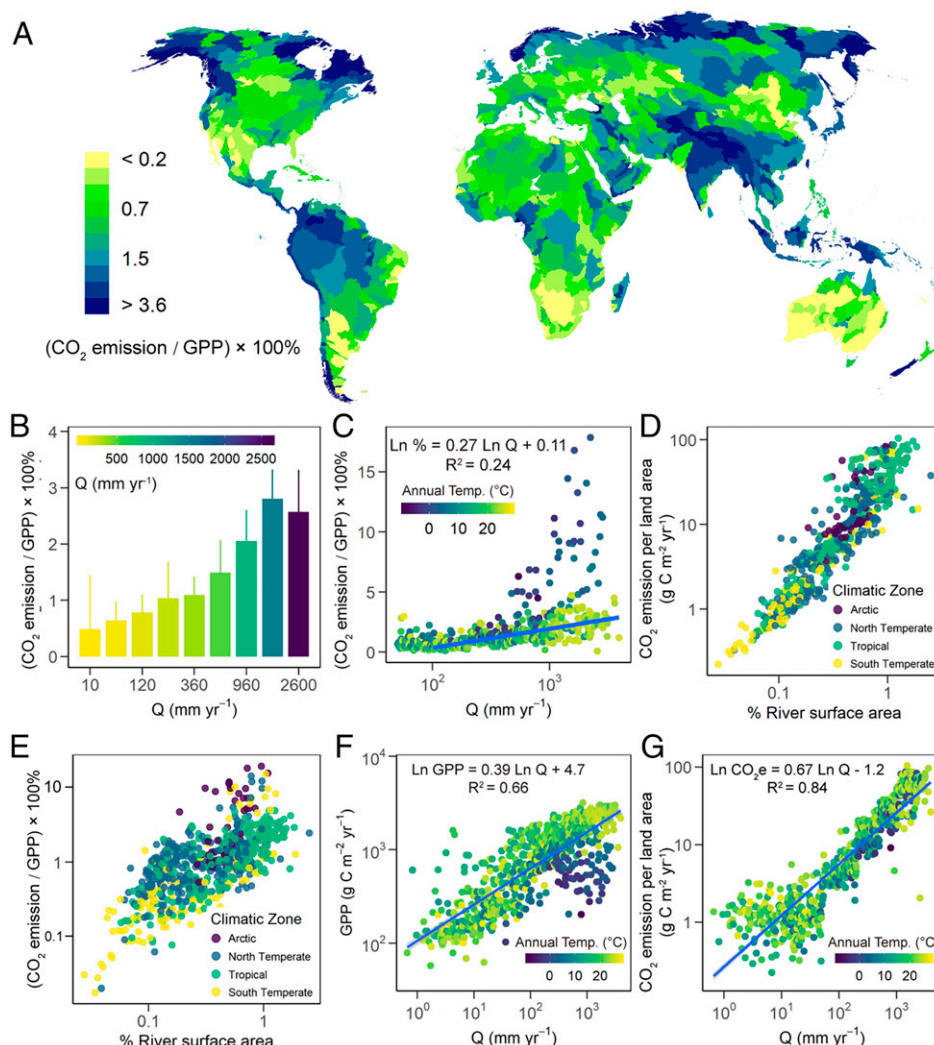 A
< 0.2
0.7
1.5
> 3.6
(CO₂ emission / GPP) × 100%
B
4
3
2
1
0
500 1000 1500 2000 2500
Q (mm yr⁻¹)
(CO₂ emission / GPP) × 100%
10 120 360 960 2600
Q (mm yr⁻¹)
C
15
10
5
0
Ln % = 0.27 Ln Q + 0.11
R² = 0.24
Annual Temp. (°C)
0 10 20
(CO₂ emission / GPP) × 100%
10² 10³
Q (mm yr⁻¹)
D
100
10
1
CO₂ emission per land area
(g C m⁻² yr⁻¹)
Climatic Zone
Arctic
North Temperate
Tropical
South Temperate
0.1 1
% River surface area
E
10
1
0.1
(CO₂ emission / GPP) × 100%
Climatic Zone
Arctic
North Temperate
Tropical
South Temperate
0.1 1
% River surface area
F
10⁴
10³
10²
Ln GPP = 0.39 Ln Q + 4.7
R² = 0.66
GPP (g C m⁻² yr⁻¹)
Annual Temp. (°C)
0 10 20
10⁰ 10¹ 10² 10³
Q (mm yr⁻¹)
G
100
10
1
Ln CO₂e = 0.67 Ln Q - 1.2
R² = 0.84
CO₂ emission per land area
(g C m⁻² yr⁻¹)
Annual Temp. (°C)
0 10 20
10⁰ 10¹ 10² 10³
Q (mm yr⁻¹)